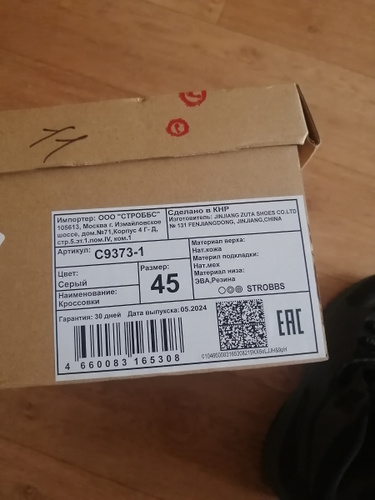 Импортер: ООО "СТРОББС"
105613, Москва г. Измайловское
шоссе, дом.№71,Корпус 4 Г- Д,
стр.5,эт.1,пом.IV, ком.1
Сделано в КНР
Изготовитель: JINJIANG ZUTA SHOES CO.LTD
№ 131 FENJIANGDONG, JINJIANG,CHINA
Артикул: C9373-1
Цвет:
Серый
Наименование:
Кроссовки
Размер:
45
Материал верха:
Нат.кожа
Материал подкладки:
Нат.мех
Материал низа:
ЭВА,Резина
STROBBS
Гарантия: 30 дней Дата выпуска:05.2024
4 660083 165308
EAC